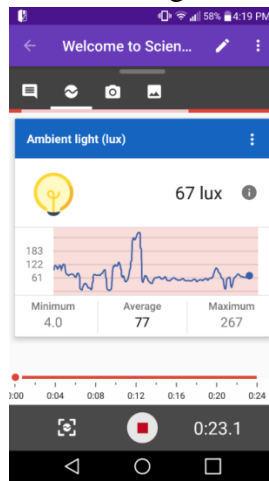 58% 4:19 PM
Welcome to Scien...
Ambient light (lux)
67 lux
183
122
61
Minimum Average Maximum
4.0 77 267
0:00 0:04 0:08 0:12 0:16 0:20 0:24
0:23.1